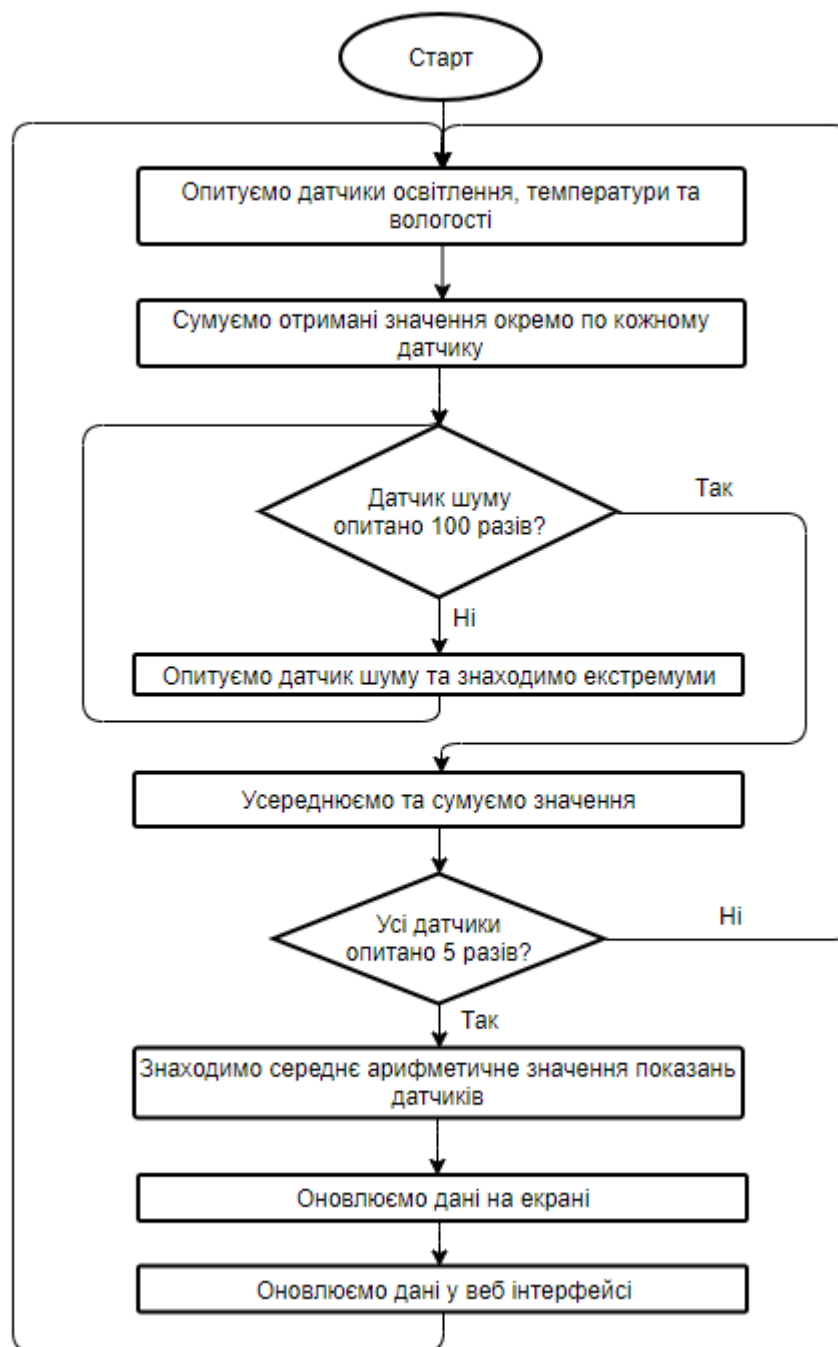 Старт
Опитуємо датчики освітлення, температури та
вологості
Сумуємо отримані значення окремо по кожному
датчику
Датчик шуму
опитано 100 разів?
Так
Ні
Опитуємо датчик шуму та знаходимо екстремуми
Усереднюємо та сумуємо значення
Усі датчики
опитано 5 разів?
Ні
Так
Знаходимо середнє арифметичне значення показань
датчиків
Оновлюємо дані на екрані
Оновлюємо дані у веб інтерфейсі